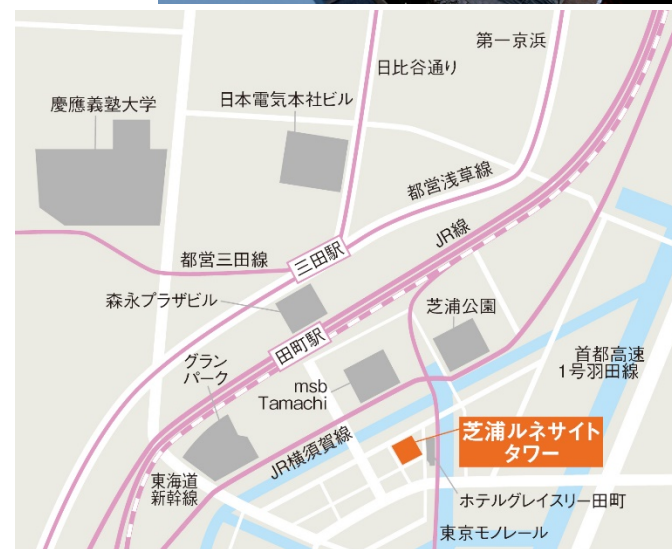 第一京浜
日比谷通り
慶應義塾大学
日本電気本社ビル
都営浅草線
JR線
三田駅
都営三田線
森永プラザビル
田町駅
芝浦公園
グラン
パーク
msb
Tamachi
首都高速
1号羽田線
芝浦ルネサイト
タワー
JR横須賀線
東海道
新幹線
ホテルグレイスリー田町
東京モノレール